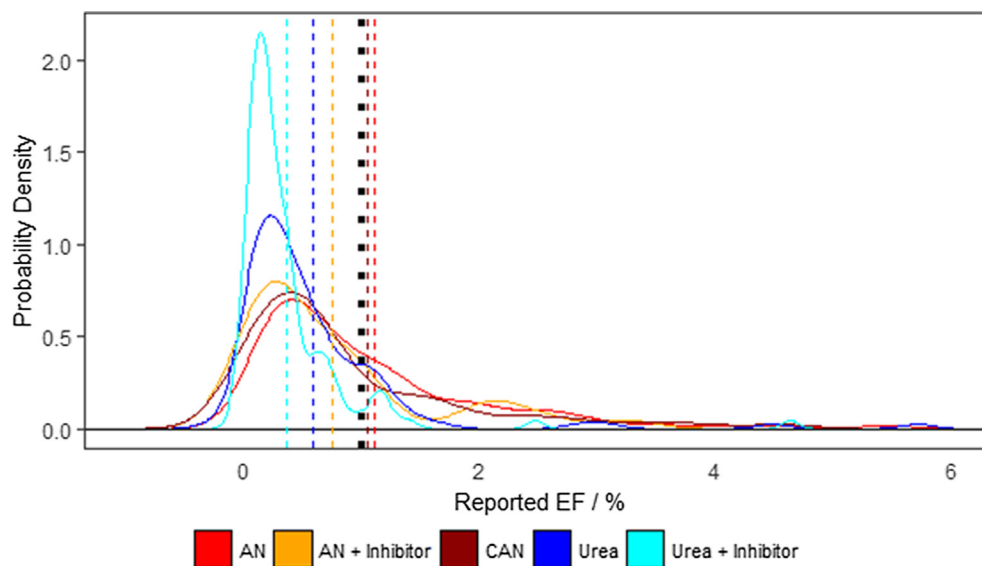 Probability Density
2.0
1.5
1.0
0.5
0.0
0 2 4 6
Reported EF / %
AN AN + Inhibitor CAN Urea Urea + Inhibitor